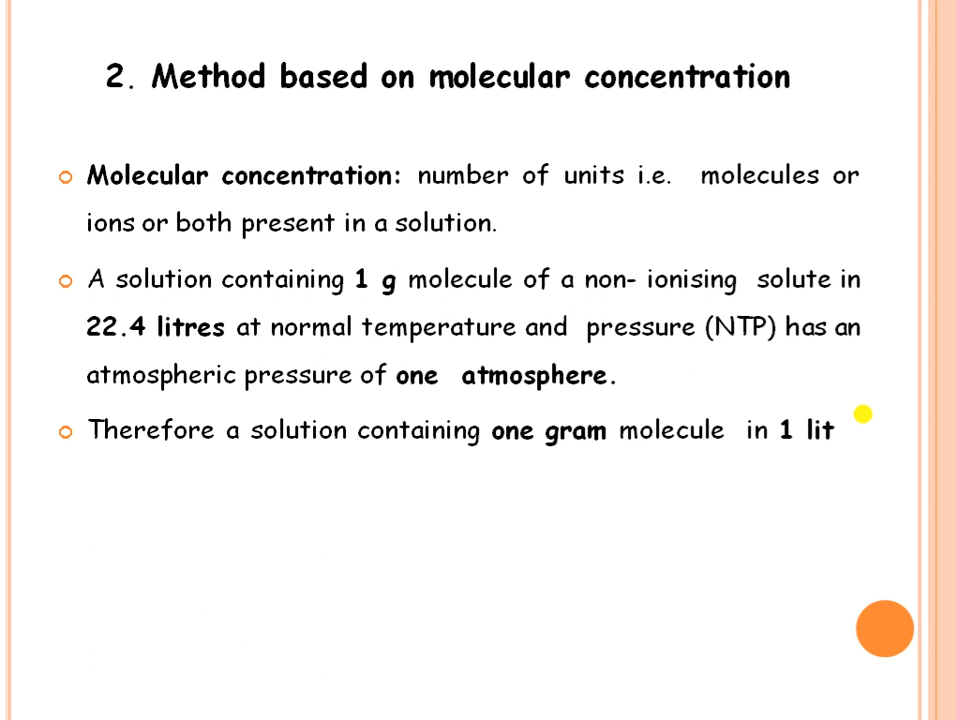 2. Method based on molecular concentration
Molecular concentration: number of units i.e. molecules or
ions or both present in a solution.
A solution containing 1 g molecule of a non- ionising solute in
22.4 litres at normal temperature and pressure (NTP) has an
atmospheric pressure of one atmosphere.
Therefore a solution containing one gram molecule in 1 lit